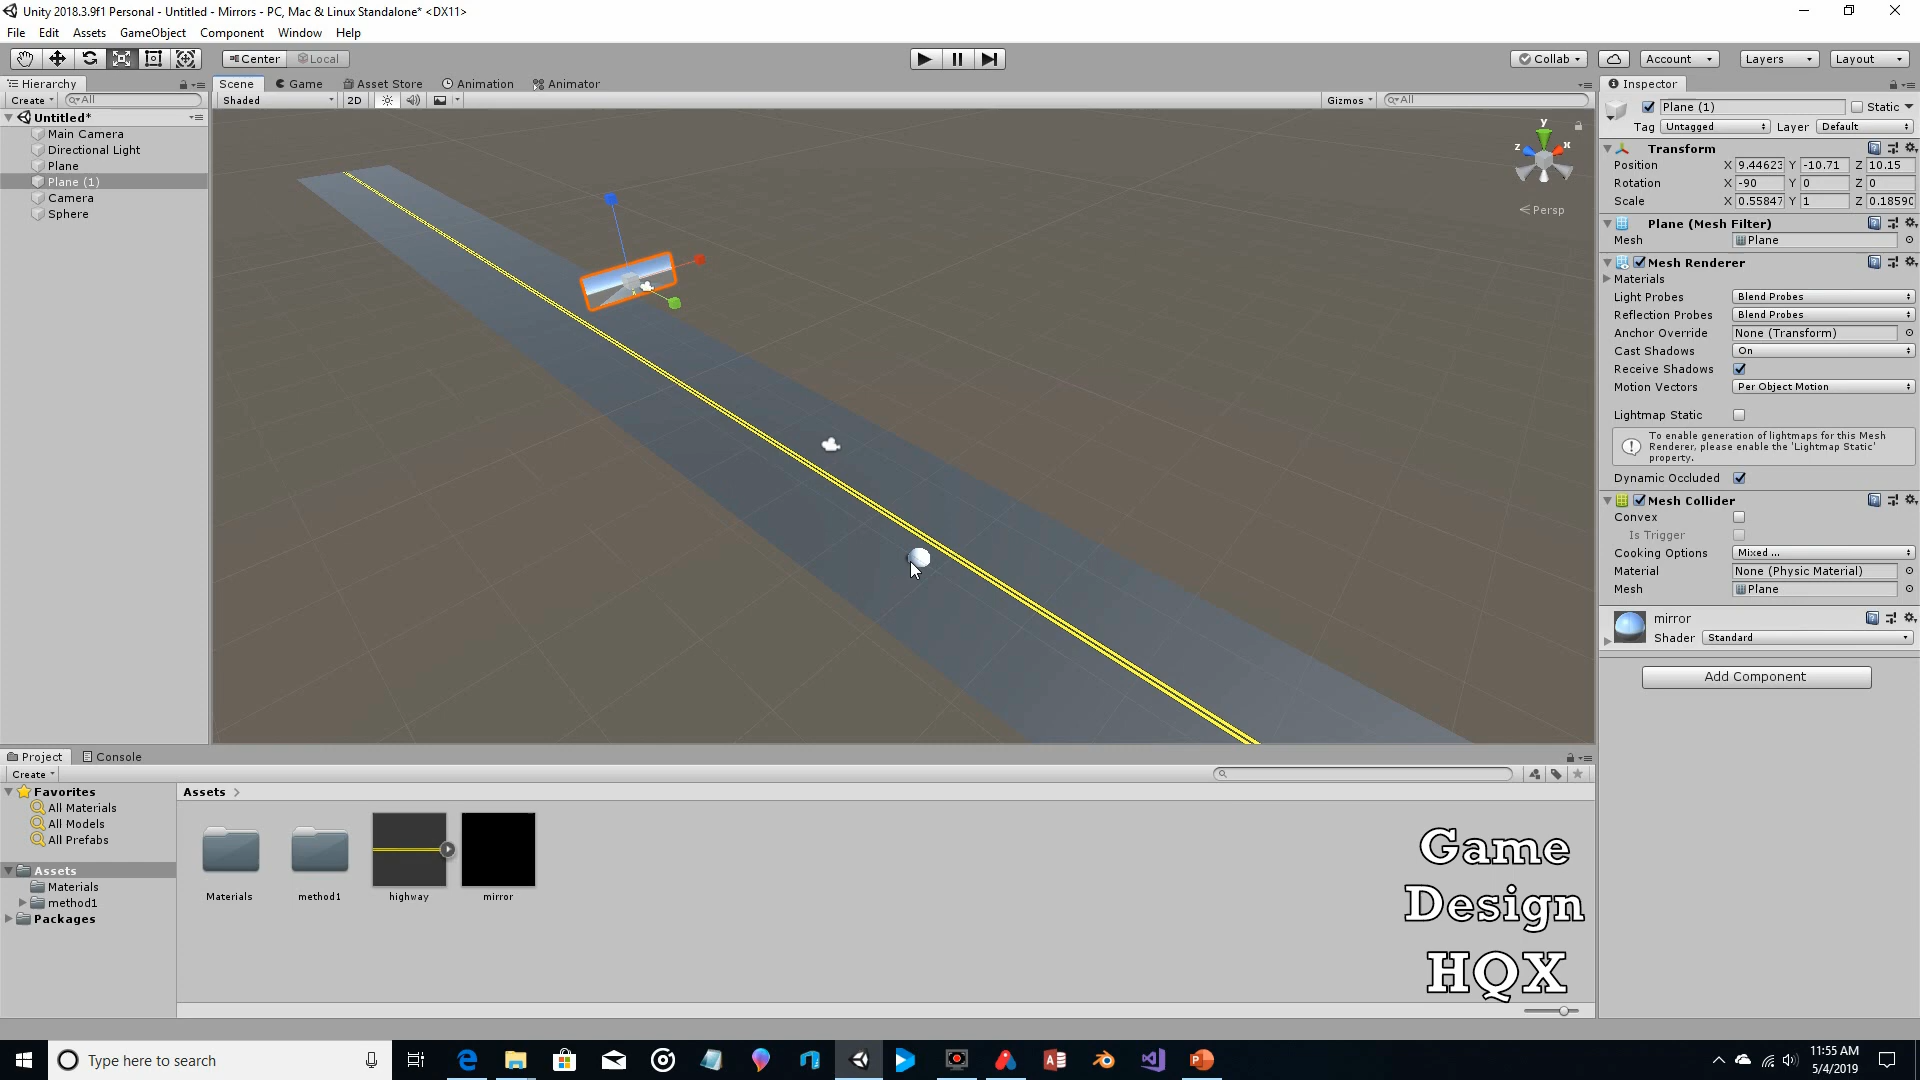 Unity 2018.3.9f1 Personal - Untitled - Mirrors - PC, Mac & Linux Standalone* <DX11>
File Edit Assets GameObject Component Window Help
Center Local Collab Account Layers Layout
Hierarchy
Create All
Untitled*
Main Camera
Directional Light
Plane
Plane (1)
Camera
Sphere
Scene Game Asset Store Animation Animator
Shaded 2D Gizmos All
y
z x
Persp
Inspector
Plane (1) Static
Tag Untagged Layer Default
Transform
Position X 9.44623 Y -10.71 Z 10.15
Rotation X -90 Y 0 Z 0
Scale X 0.55847 Y 1 Z 0.18590
Plane (Mesh Filter)
Mesh Plane
Mesh Renderer
Materials
Light Probes Blend Probes
Reflection Probes Blend Probes
Anchor Override None (Transform)
Cast Shadows On
Receive Shadows
Motion Vectors Per Object Motion
Lightmap Static
To enable generation of lightmaps for this Mesh
Renderer, please enable the 'Lightmap Static'
property.
Dynamic Occluded
Mesh Collider
Convex
Is Trigger
Cooking Options Mixed ...
Material None (Physic Material)
Mesh Plane
mirror
Shader Standard
Add Component
Project Console
Create
Favorites
All Materials
All Models
All Prefabs
Assets
Materials
method1
Packages
Assets
Materials method1 highway mirror
Game
Design
HQX
Type here to search
11:55 AM
5/4/2019